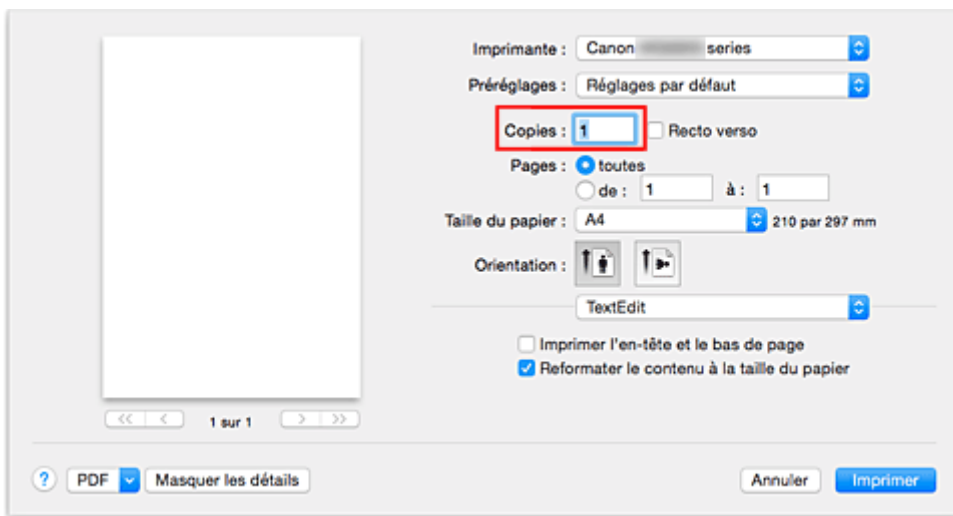 Imprimante : Canon series
Préréglages : Réglages par défaut
Copies : 1 Recto verso
Pages : toutes
de : 1 à : 1
Taille du papier : A4 210 par 297 mm
Orientation :
TextEdit
Imprimer l'en-tête et le bas de page
Reformater le contenu à la taille du papier
<< < 1 sur 1 > >>
? PDF Masquer les détails Annuler Imprimer